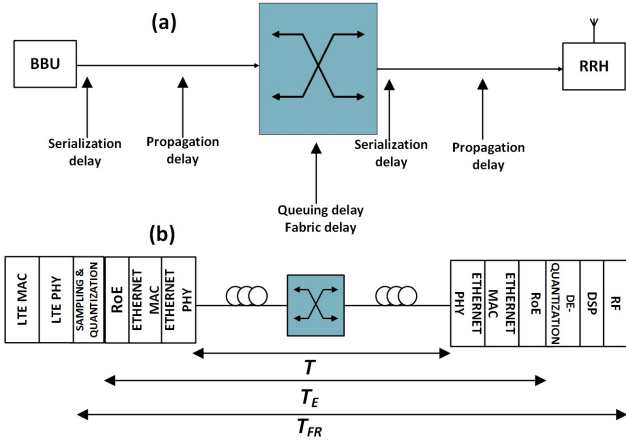 (a)
BBU
RRH
Serialization
delay
Propagation
delay
Serialization
delay
Propagation
delay
Queuing delay
Fabric delay
(b)
LTE MAC
LTE PHY
SAMPLING &
QUANTIZATION
RoE
ETHERNET
MAC
ETHERNET
PHY
ETHERNET
PHY
ETHERNET
MAC
RoE
DE-
QUANTIZATION
DSP
RF
T
TE
TFR